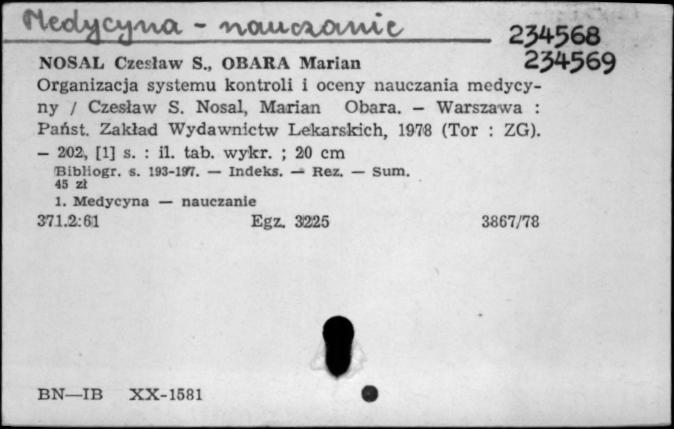 Medycyna - nauczanie
234568
234569
NOSAL Czesław S., OBARA Marian
Organizacja systemu kontroli i oceny nauczania medycy-
ny / Czesław S. Nosal, Marian Obara. — Warszawa :
Państ. Zakład Wydawnictw Lekarskich, 1978 (Tor : ZG).
— 202, [1] s. : il. tab. wykr. ; 20 cm
Bibliogr. s. 193-197. — Indeks. — Rez. — Sum.
45 zł
1. Medycyna — nauczanie
371.2:61 Egz. 3225 3867/78
BN—IB XX-1581